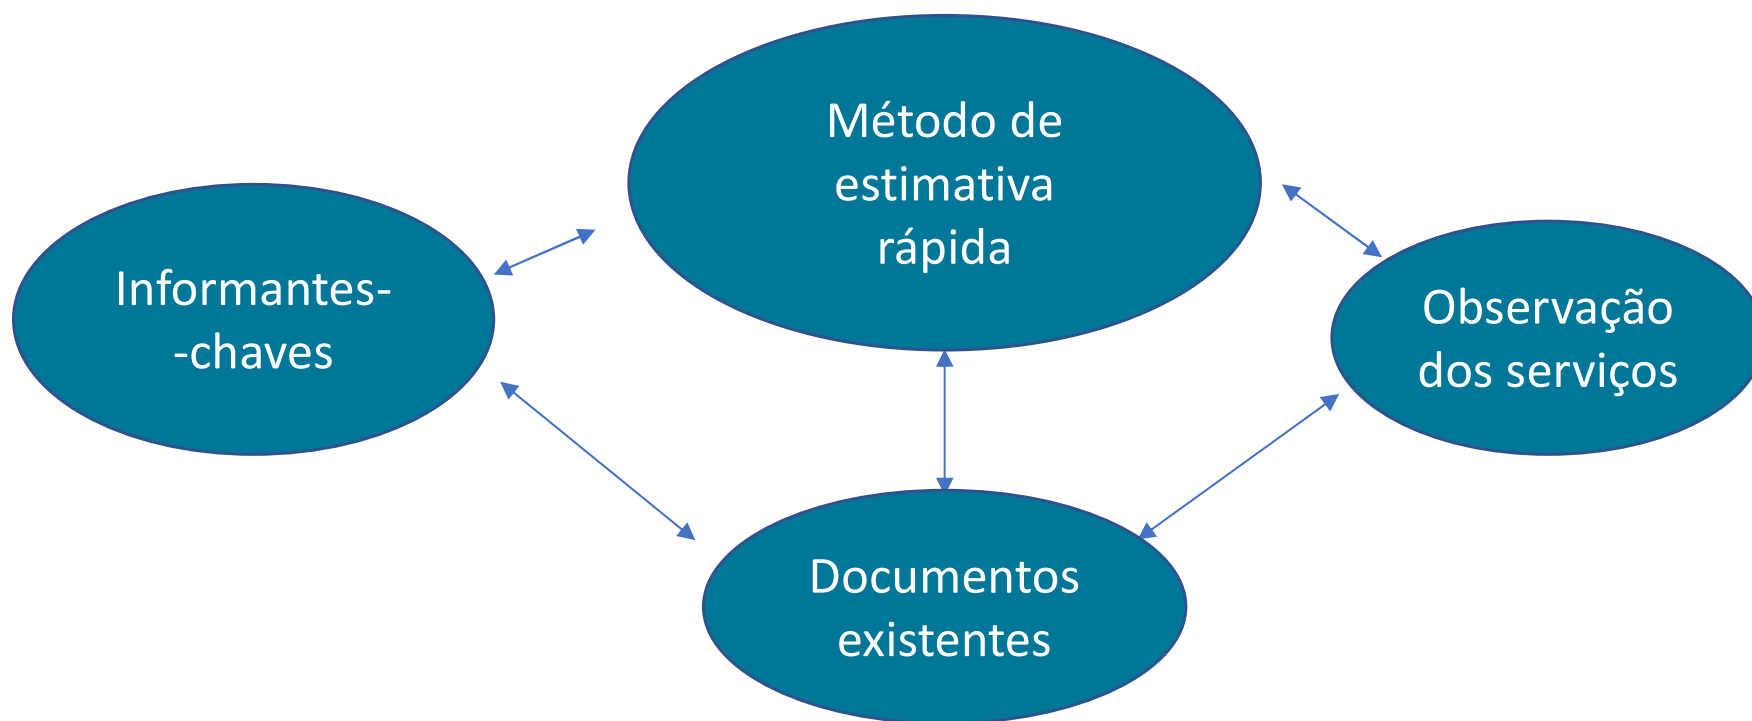 Método de
estimativa
rápida
Informantes-
-chaves
Observação
dos serviços
Documentos
existentes